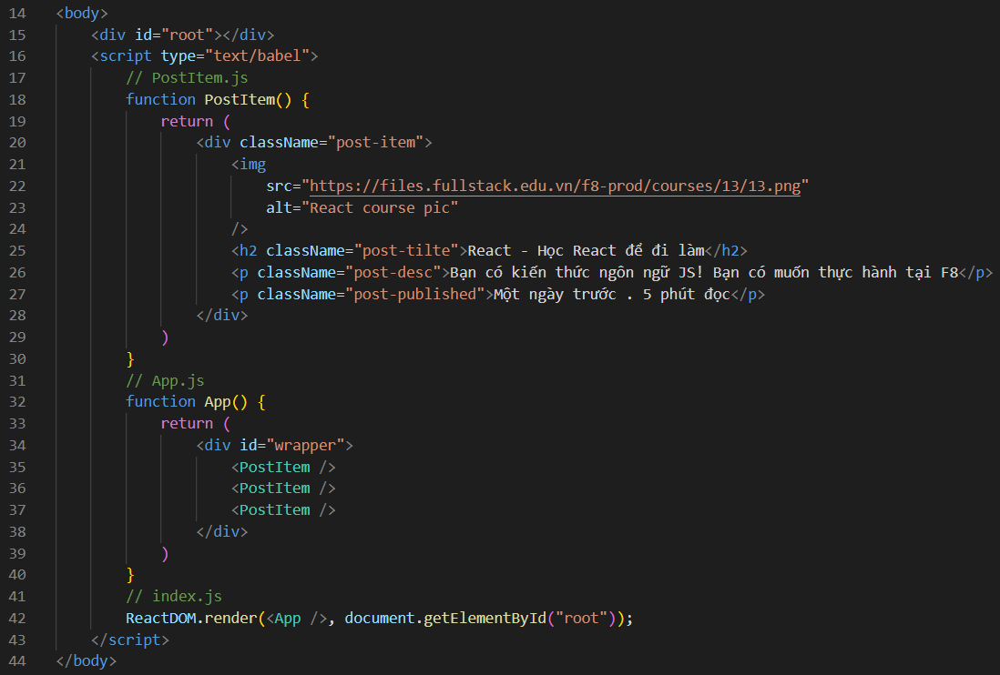 14 <body>
15 <div id="root"></div>
16 <script type="text/babel">
17 // PostItem.js
18 function PostItem() {
19 return (
20 <div className="post-item">
21 <img
22 src="https://files.fullstack.edu.vn/f8-prod/courses/13/13.png"
23 alt="React course pic"
24 />
25 <h2 className="post-tilte">React - Học React để đi làm</h2>
26 <p className="post-desc">Bạn có kiến thức ngôn ngữ JS! Bạn có muốn thực hành tại F8</p>
27 <p className="post-published">Một ngày trước . 5 phút đọc</p>
28 </div>
29 )
30 }
31 // App.js
32 function App() {
33 return (
34 <div id="wrapper">
35 <PostItem />
36 <PostItem />
37 <PostItem />
38 </div>
39 )
40 }
41 // index.js
42 ReactDOM.render(<App />, document.getElementById("root"));
43 </script>
44 </body>